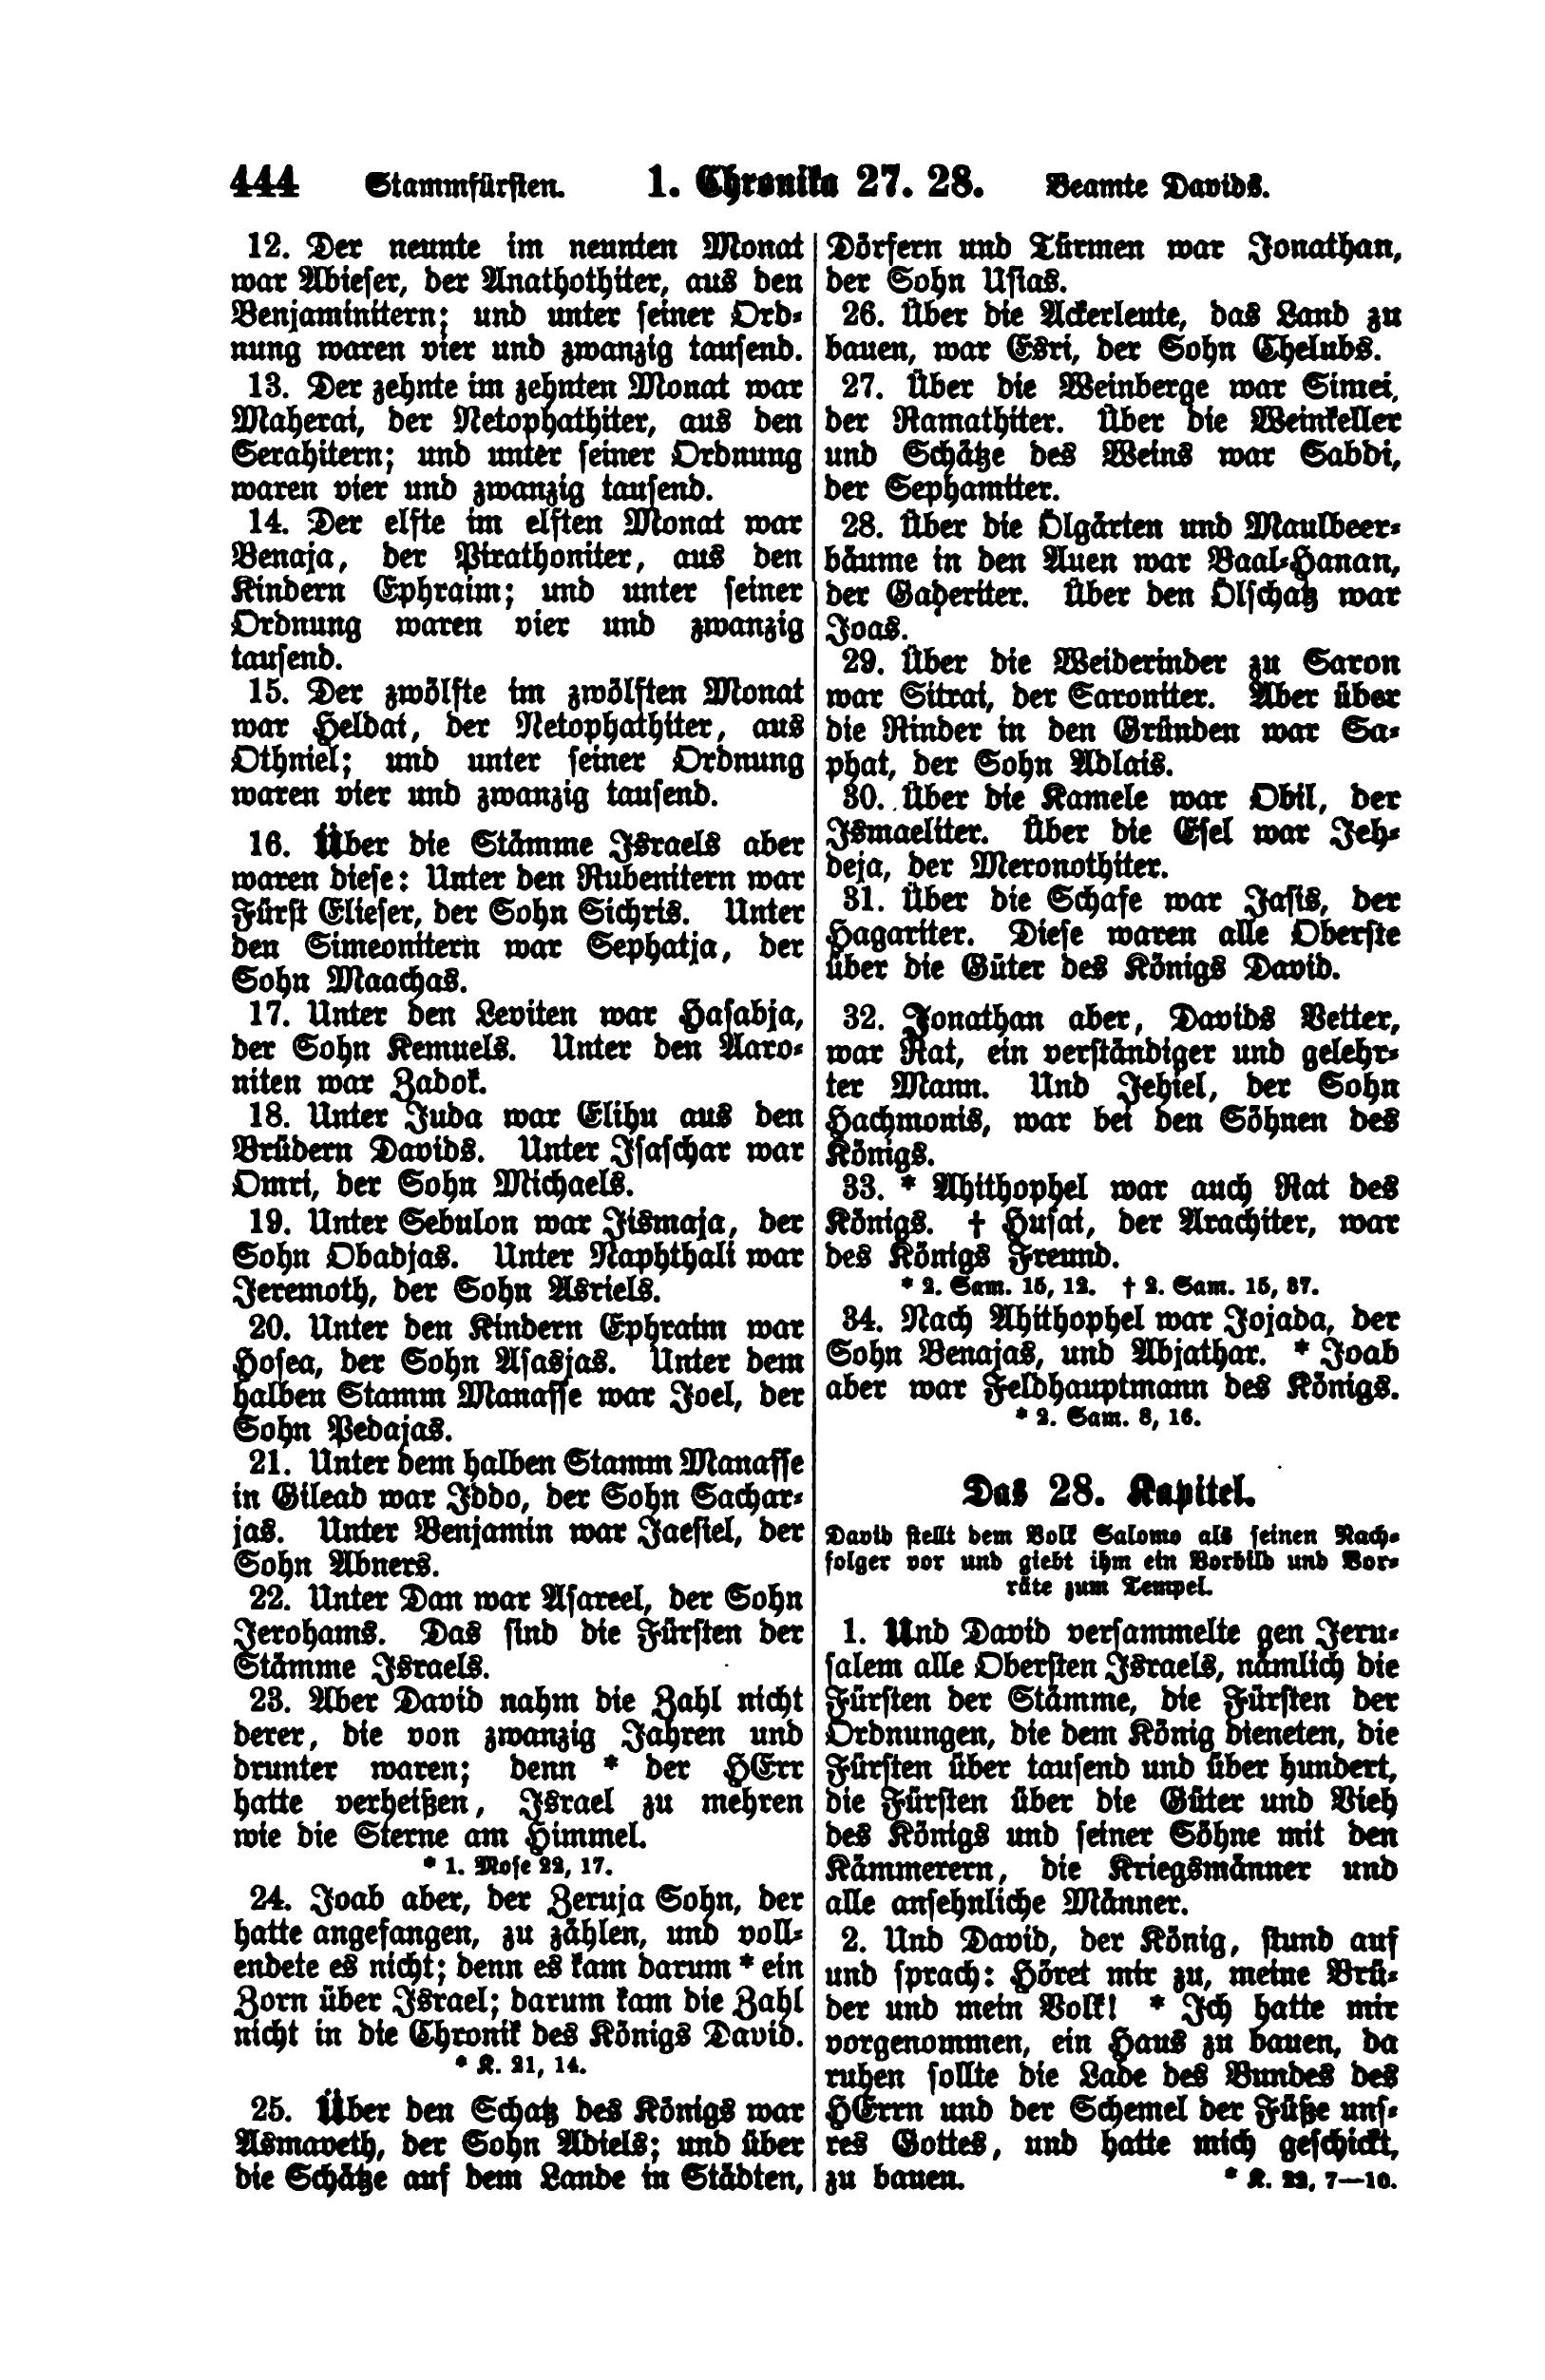 444 Stammfürsten. 1. Chronika 27. 28. Beamte Davids.
12. Der neunte im neunten Monat
war Abieser, der Anathothiter, aus den
Benjaminitern; und unter seiner Ord-
nung waren vier und zwanzig tausend.
13. Der zehnte im zehnten Monat war
Maherai, der Netophathiter, aus den
Serahitern; und unter seiner Ordnung
waren vier und zwanzig tausend.
14. Der elfte im elften Monat war
Benaja, der Pirathoniter, aus den
Kindern Ephraim; und unter seiner
Ordnung waren vier und zwanzig
tausend.
15. Der zwölfte im zwölften Monat
war Heldai, der Netophathiter, aus
Othniel; und unter seiner Ordnung
waren vier und zwanzig tausend.
16. Über die Stämme Israels aber
waren diese: Unter den Rubenitern war
Fürst Elieser, der Sohn Sichris. Unter
den Simeonitern war Sephatja, der
Sohn Maachas.
17. Unter den Leviten war Hasabja,
der Sohn Kemuels. Unter den Aaro-
niten war Zadok.
18. Unter Juda war Elihu aus den
Brüdern Davids. Unter Isaschar war
Omri, der Sohn Michaels.
19. Unter Sebulon war Jismaja, der
Sohn Obadjas. Unter Naphthali war
Jeremoth, der Sohn Asriels.
20. Unter den Kindern Ephraim war
Hosea, der Sohn Asasjas. Unter dem
halben Stamm Manasse war Joel, der
Sohn Pedajas.
21. Unter dem halben Stamm Manasse
in Gilead war Iddo, der Sohn Sachar-
jas. Unter Benjamin war Jaesiel, der
Sohn Abners.
22. Unter Dan war Asareel, der Sohn
Jerohams. Das sind die Fürsten der
Stämme Israels.
23. Aber David nahm die Zahl nicht
derer, die von zwanzig Jahren und
drunter waren; denn * der HErr
hatte verheißen, Israel zu mehren
wie die Sterne am Himmel.
* 1. Mose 22, 17.
24. Joab aber, der Zeruja Sohn, der
hatte angefangen, zu zählen, und voll-
endete es nicht; denn es kam darum * ein
Zorn über Israel; darum kam die Zahl
nicht in die Chronik des Königs David.
* K. 21, 14.
25. Über den Schatz des Königs war
Asmaveth, der Sohn Adiels; und über
die Schätze auf dem Lande in Städten,
Dörfern und Türmen war Jonathan,
der Sohn Usias.
26. Über die Ackerleute, das Land zu
bauen, war Esri, der Sohn Chelubs.
27. Über die Weinberge war Simei,
der Ramathiter. Über die Weinkeller
und Schätze des Weins war Sabdi,
der Sephamiter.
28. Über die Ölgärten und Maulbeer-
bäume in den Auen war Baal-Hanan,
der Gaderiter. Über den Ölschatz war
Joas.
29. Über die Weiderinder zu Saron
war Sitrai, der Saroniter. Aber über
die Rinder in den Gründen war Sa-
phat, der Sohn Adlais.
30. Über die Kamele war Obil, der
Ismaeliter. Über die Esel war Jeh-
deja, der Meronothiter.
31. Über die Schafe war Jasis, der
Hagariter. Diese waren alle Oberste
über die Güter des Königs David.
32. Jonathan aber, Davids Vetter,
war Rat, ein verständiger und gelehr-
ter Mann. Und Jehiel, der Sohn
Hachmonis, war bei den Söhnen des
Königs.
33. * Ahithophel war auch Rat des
Königs. † Husai, der Arachiter, war
des Königs Freund.
* 2. Sam. 15, 12. † 2. Sam. 15, 37.
34. Nach Ahithophel war Jojada, der
Sohn Benajas, und Abjathar. * Joab
aber war Feldhauptmann des Königs.
* 2. Sam. 8, 16.
Das 28. Kapitel.
David stellt dem Volk Salomo als seinen Nach-
folger vor und giebt ihm ein Vorbild und Vor-
räte zum Tempel.
1. Und David versammelte gen Jeru-
salem alle Obersten Israels, nämlich die
Fürsten der Stämme, die Fürsten der
Ordnungen, die dem König dieneten, die
Fürsten über tausend und über hundert,
die Fürsten über die Güter und Vieh
des Königs und seiner Söhne mit den
Kämmerern, die Kriegsmänner und
alle ansehnliche Männer.
2. Und David, der König, stund auf
und sprach: Höret mir zu, meine Brü-
der und mein Volk! * Ich hatte mir
vorgenommen, ein Haus zu bauen, da
ruhen sollte die Lade des Bundes des
HErrn und der Schemel der Füße uns-
res Gottes, und hatte mich geschickt,
zu bauen. * K. 22, 7—10.